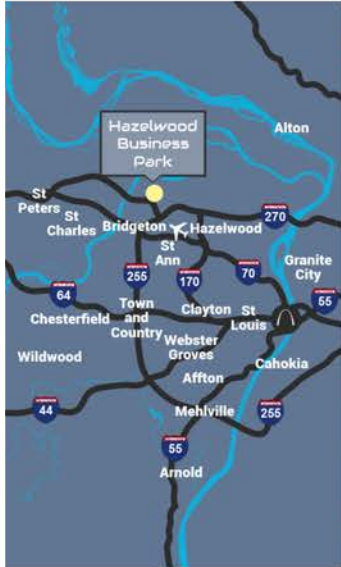 Hazelwood
Business
Park
Alton
St
Peters
St
Charles
Bridgeton
Hazelwood
270
St
Ann
Granite
City
255
170
70
55
64
Town
and
Country
Clayton
St
Louis
Chesterfield
Webster
Groves
Wildwood
Cahokia
Affton
44
Mehlville
255
55
Arnold